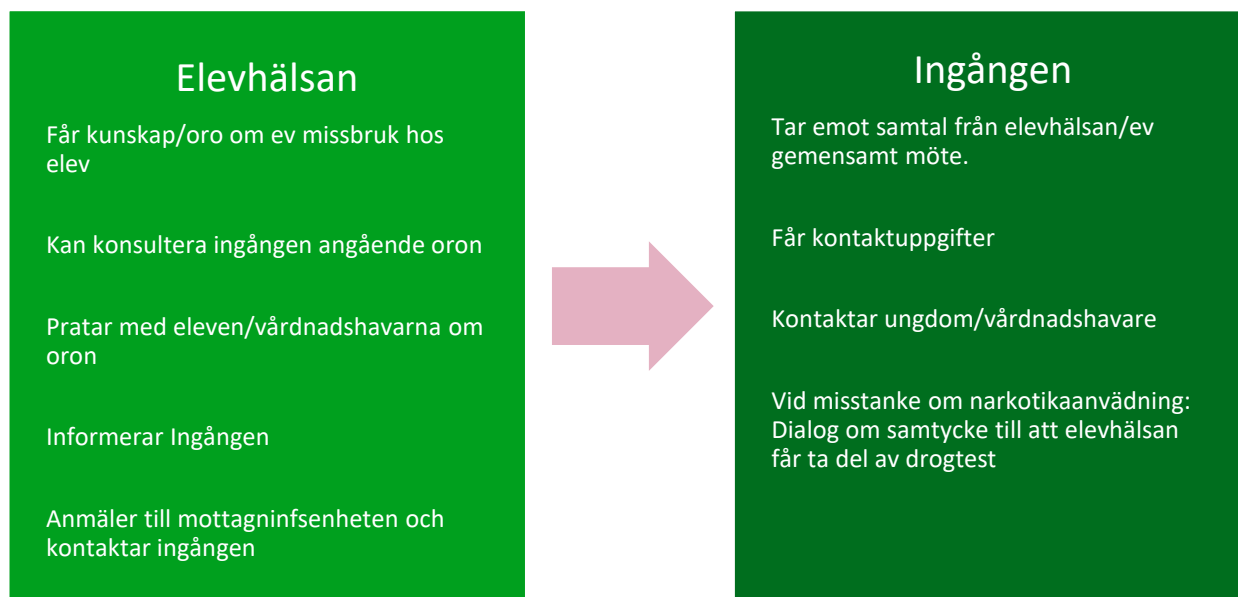 Elevhälsan
Får kunskap/oro om ev missbruk hos
elev
Kan konsultera ingången angående oron
Pratar med eleven/vårdnadshavarna om
oron
Informerar Ingången
Anmäler till mottagninfsenheten och
kontaktar ingången
Ingången
Tar emot samtal från elevhälsan/ev
gemensamt möte.
Får kontaktuppgifter
Kontaktar ungdom/vårdnadshavare
Vid misstanke om narkotikaanvädning:
Dialog om samtycke till att elevhälsan
får ta del av drogtest